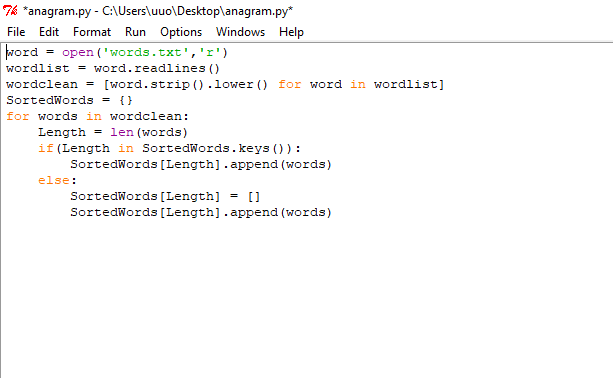 *anagram.py - C:\Users\uuo\Desktop\anagram.py*
File Edit Format Run Options Windows Help
word = open('words.txt','r')
wordlist = word.readlines()
wordclean = [word.strip().lower() for word in wordlist]
SortedWords = {}
for words in wordclean:
    Length = len(words)
    if(Length in SortedWords.keys()):
        SortedWords[Length].append(words)
    else:
        SortedWords[Length] = []
        SortedWords[Length].append(words)